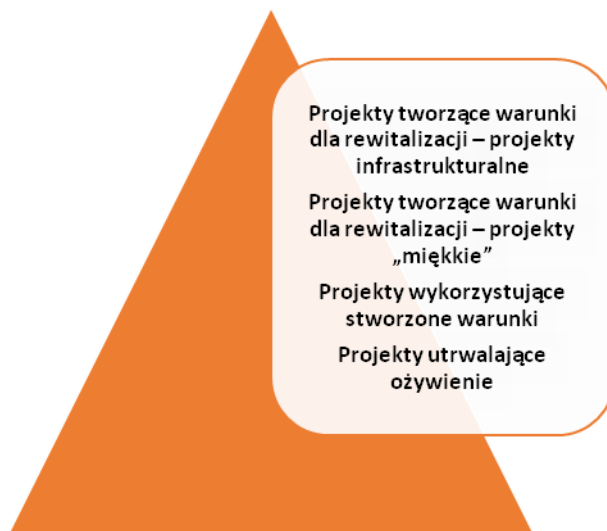 Projekty tworzące warunki
dla rewitalizacji – projekty
infrastrukturalne
Projekty tworzące warunki
dla rewitalizacji – projekty
„miękkie”
Projekty wykorzystujące
stworzone warunki
Projekty utrwalające
ożywienie